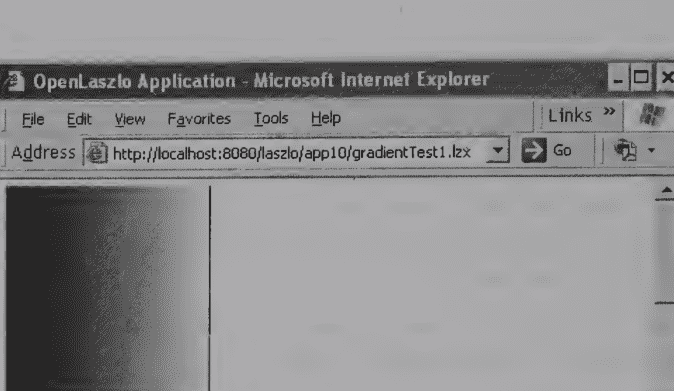 OpenLaszlo Application - Microsoft Internet Explorer
File Edit View Favorites Tools Help Links »
Address http://localhost:8080/laszlo/app10/gradientTest1.lzx Go